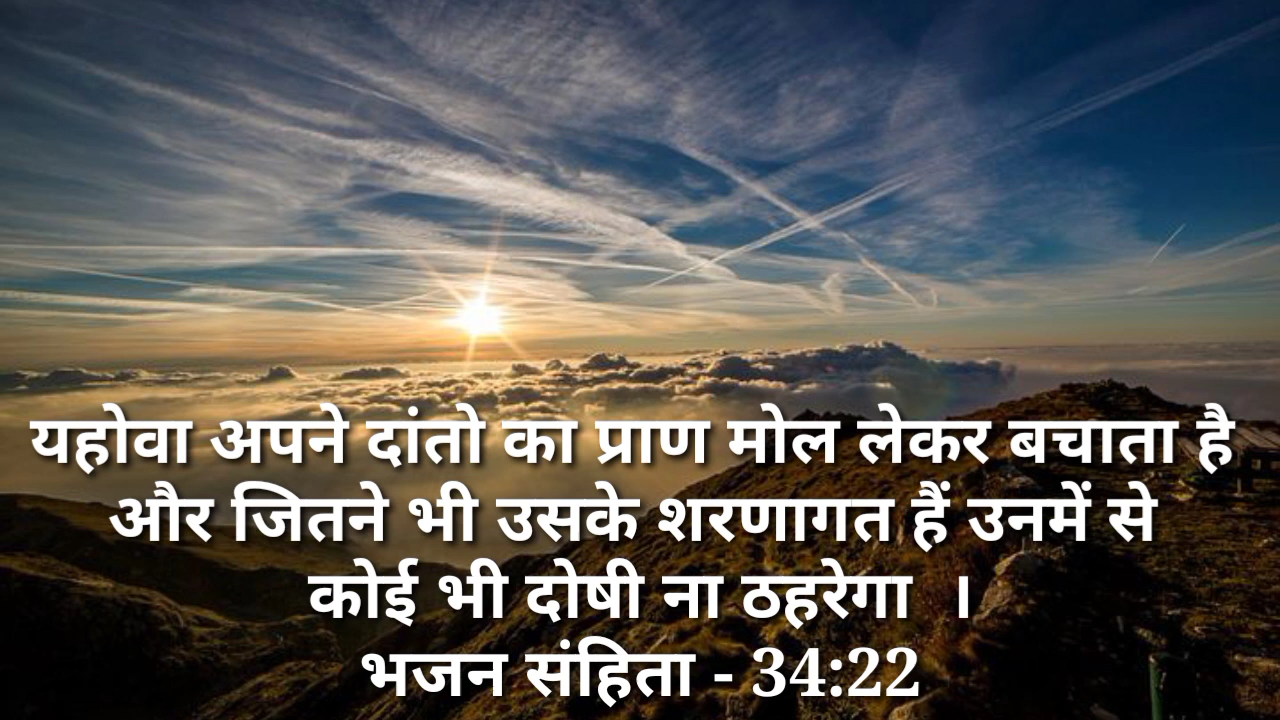 यहोवा अपने दांतो का प्राण मोल लेकर बचाता है
और जितने भी उसके शरणागत हैं उनमें से
कोई भी दोषी ना ठहरेगा ।
भजन संहिता - 34:22